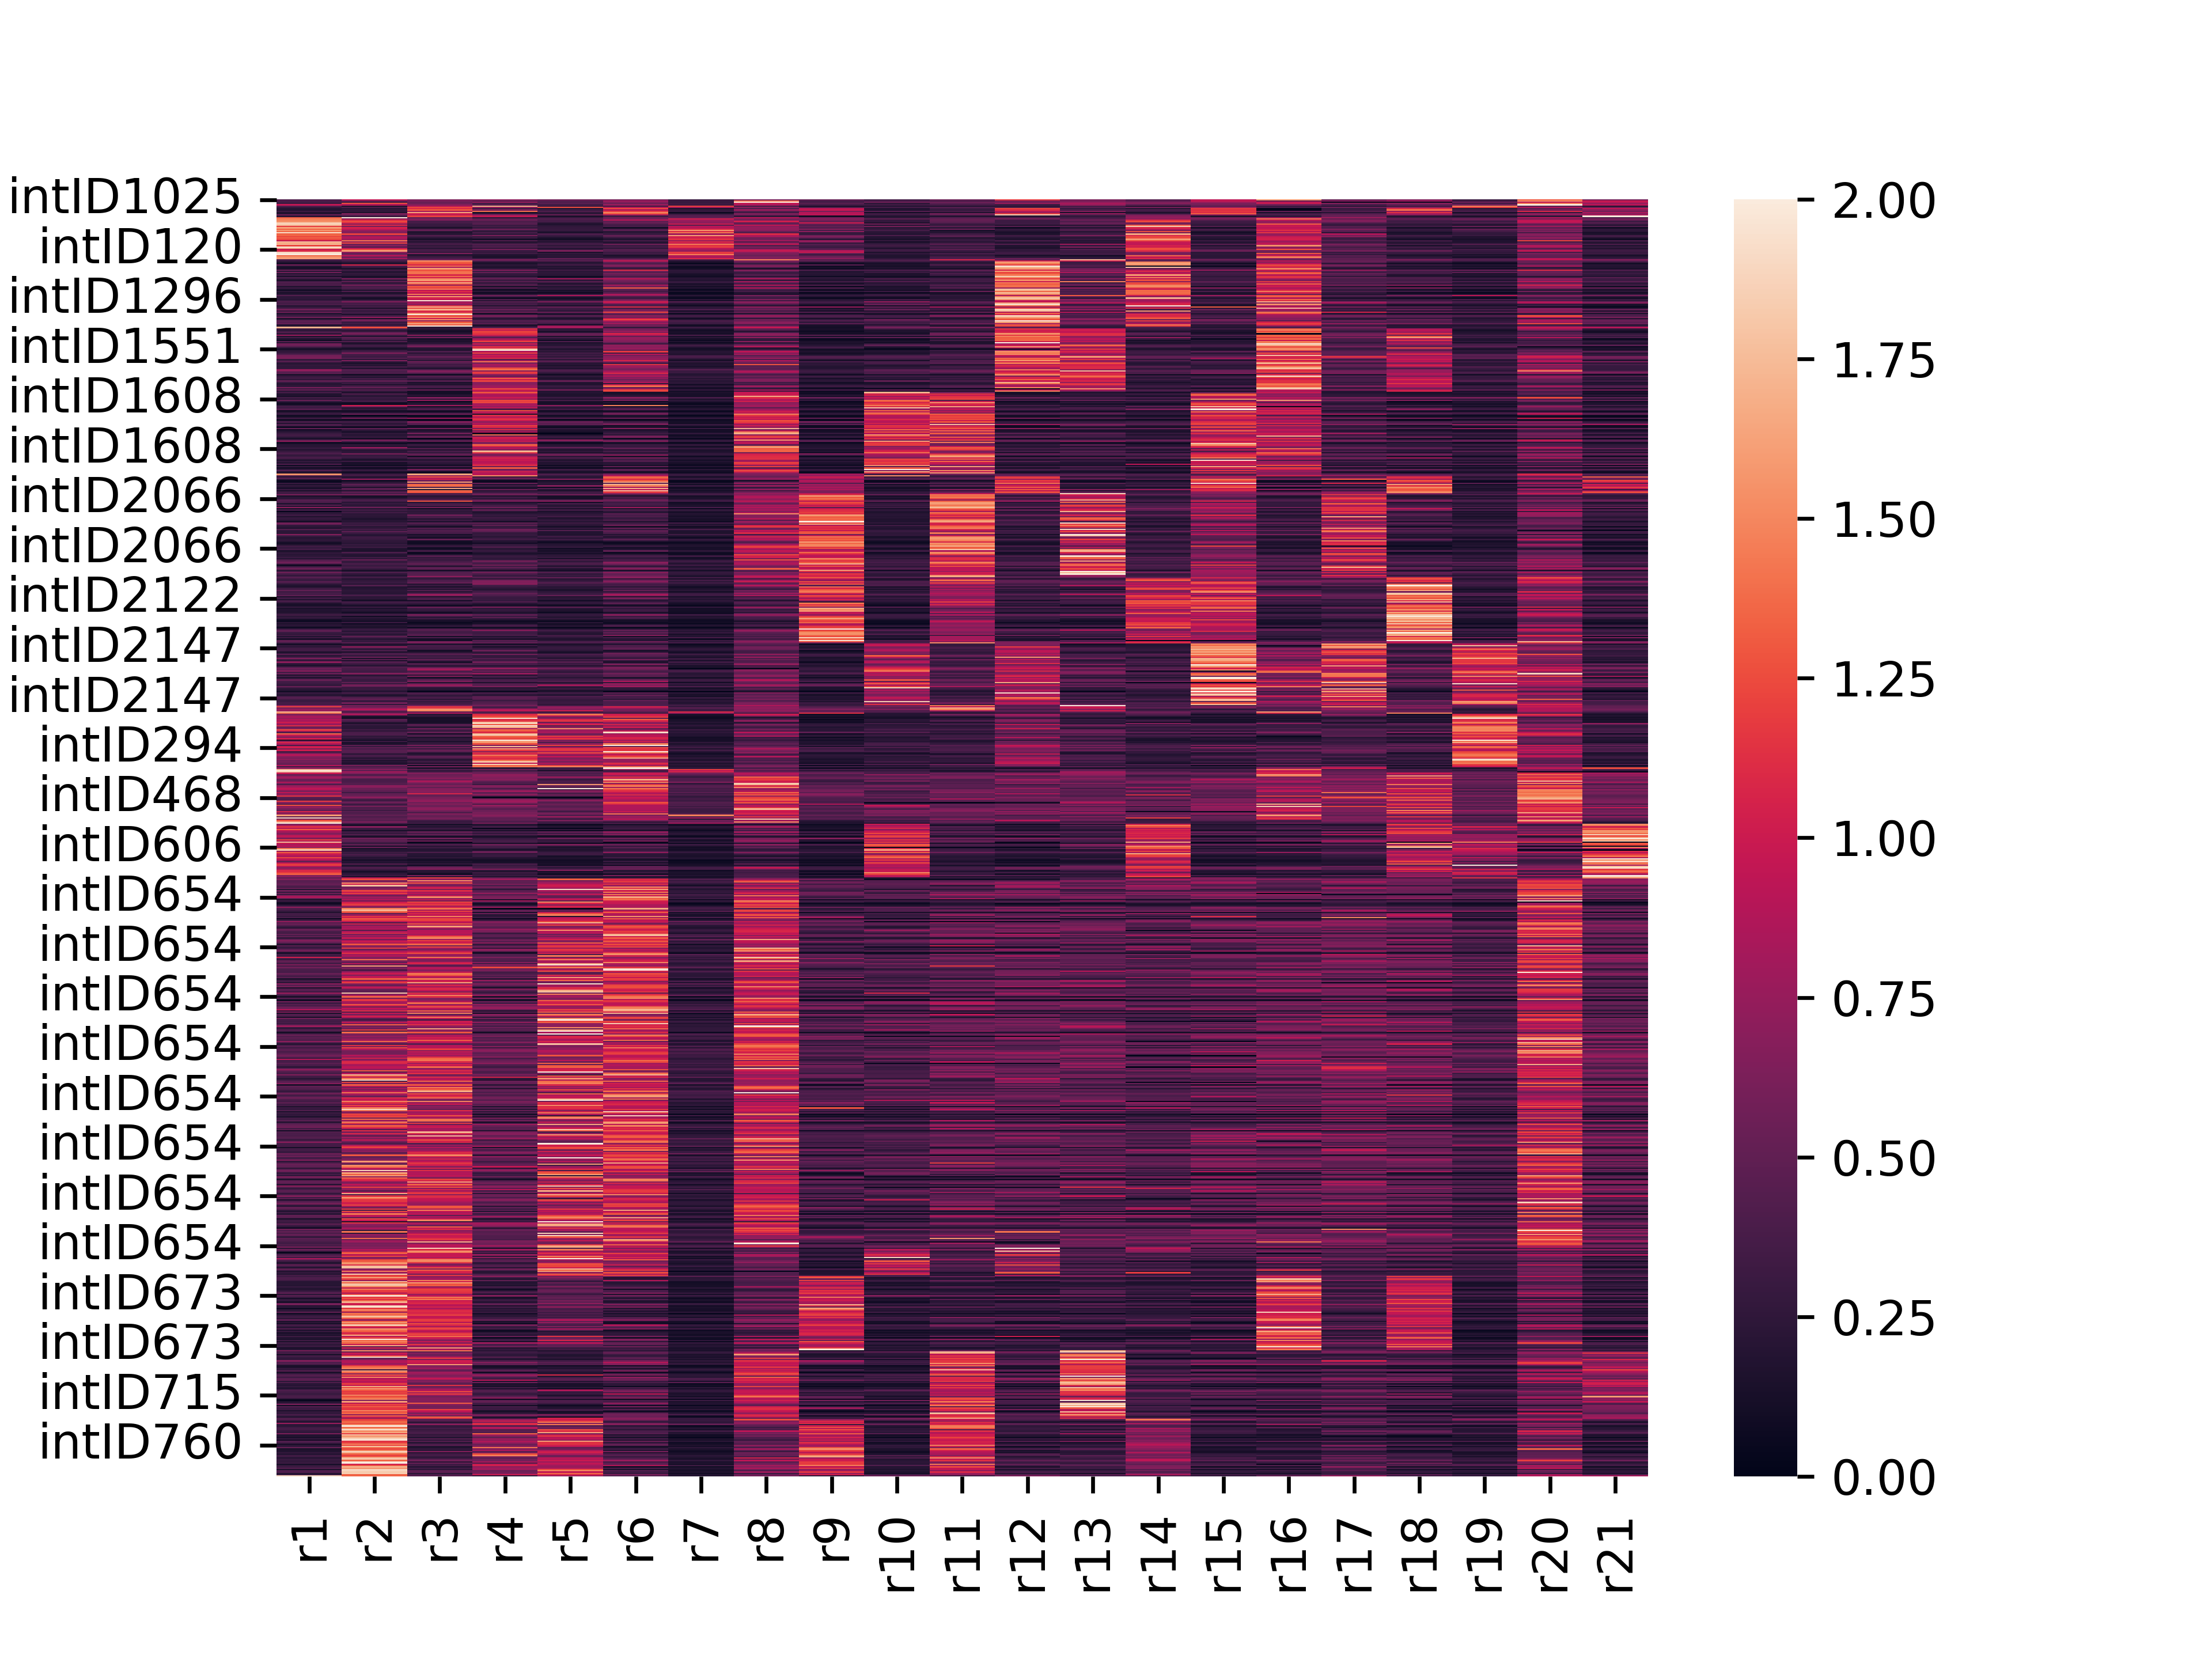 intID1025
intID120
intID1296
intID1551
intID1608
intID1608
intID2066
intID2066
intID2122
intID2147
intID2147
intID294
intID468
intID606
intID654
intID654
intID654
intID654
intID654
intID654
intID654
intID654
intID673
intID673
intID715
intID760
r1 r2 r3 r4 r5 r6 r7 r8 r9 r10 r11 r12 r13 r14 r15 r16 r17 r18 r19 r20 r21
2.00
1.75
1.50
1.25
1.00
0.75
0.50
0.25
0.00